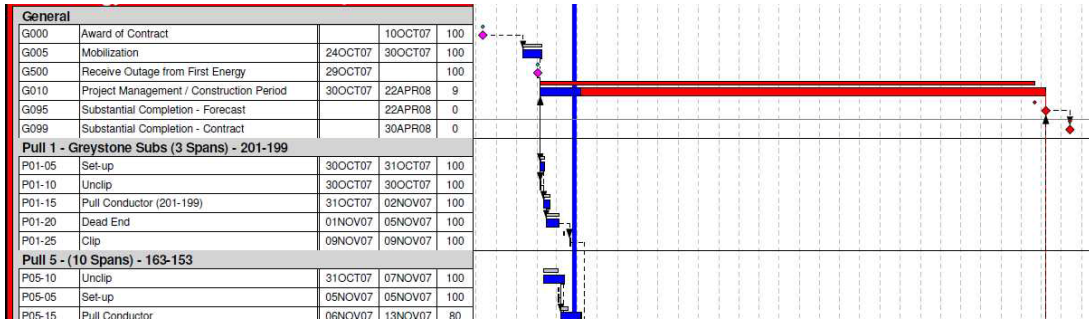 General
G000 Award of Contract 10OCT07 100
G005 Mobilization 24OCT07 30OCT07 100
G500 Receive Outage from First Energy 29OCT07 100
G010 Project Management / Construction Period 30OCT07 22APR08 9
G095 Substantial Completion - Forecast 22APR08 0
G099 Substantial Completion - Contract 30APR08 0
Pull 1 - Greystone Subs (3 Spans) - 201-199
P01-05 Set-up 30OCT07 31OCT07 100
P01-10 Unclip 30OCT07 30OCT07 100
P01-15 Pull Conductor (201-199) 31OCT07 02NOV07 100
P01-20 Dead End 01NOV07 05NOV07 100
P01-25 Clip 09NOV07 09NOV07 100
Pull 5 - (10 Spans) - 163-153
P05-10 Unclip 31OCT07 07NOV07 100
P05-05 Set-up 05NOV07 05NOV07 100
P05-15 Pull Conductor 06NOV07 13NOV07 80